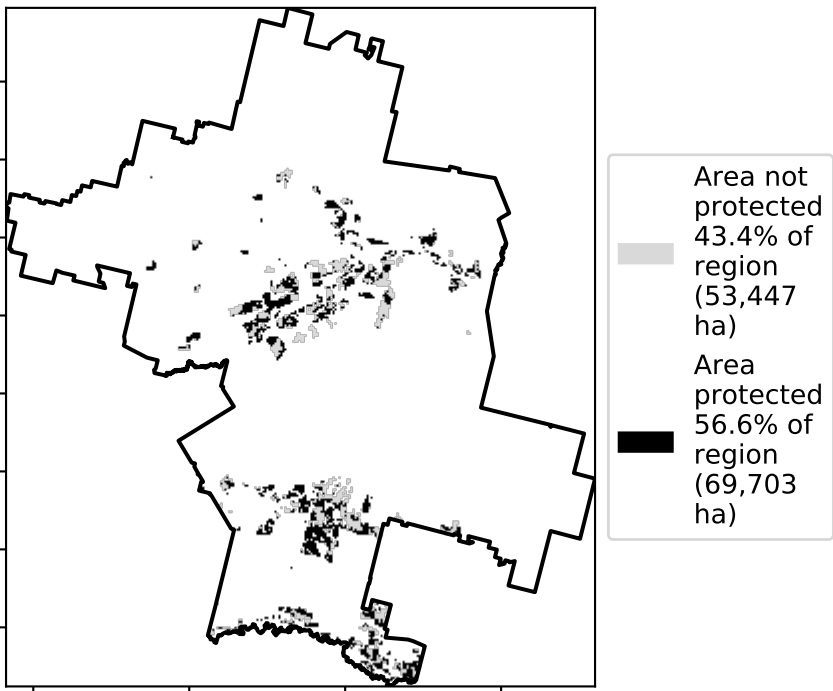 Area not
protected
43.4% of
region
(53,447
ha)
Area
protected
56.6% of
region
(69,703
ha)